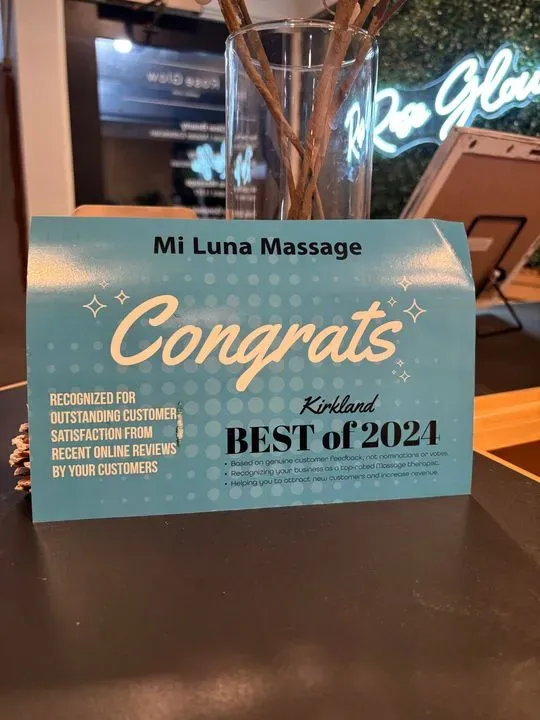 Rose Glow
Mi Luna Massage
Congrats
RECOGNIZED FOR
OUTSTANDING CUSTOMER
SATISFACTION FROM
RECENT ONLINE REVIEWS
BY YOUR CUSTOMERS
Kirkland
BEST of 2024
• Based on genuine customer feedback, not nominations or votes.
• Recognizing your business as a top-rated Massage therapist.
• Helping you to attract new customers and increase revenue.